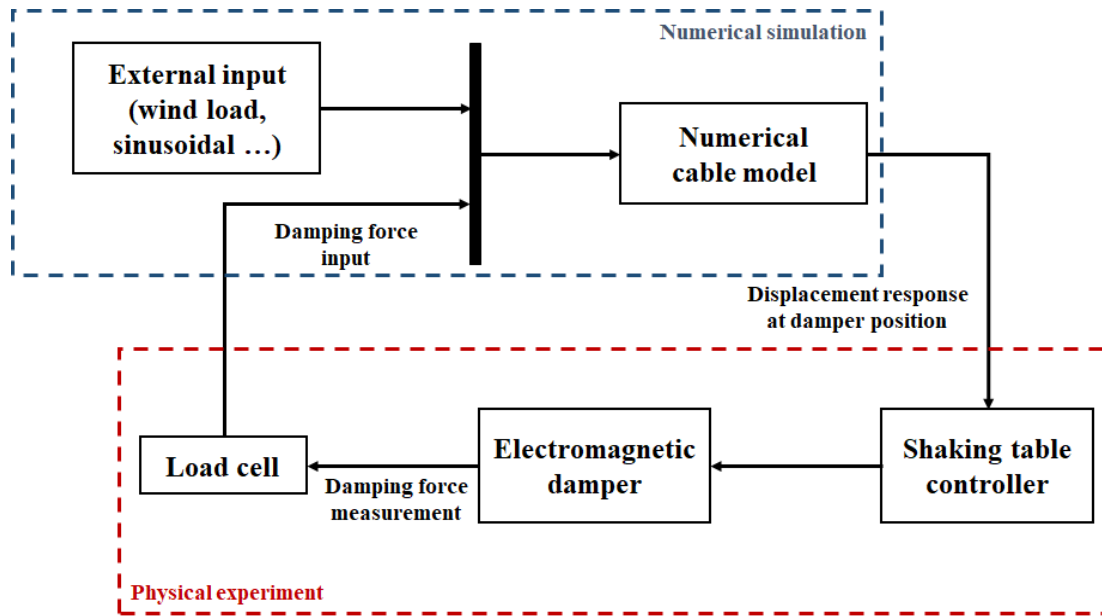 Numerical simulation
External input
(wind load,
sinusoidal …)
Numerical
cable model
Damping force
input
Displacement response
at damper position
Load cell
Damping force
measurement
Electromagnetic
damper
Shaking table
controller
Physical experiment